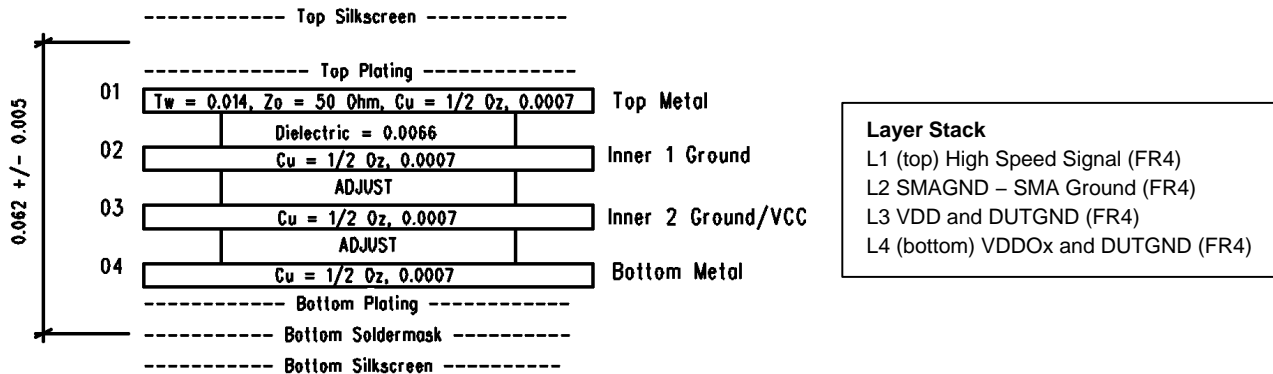 Top Silkscreen
Top Plating
01 Tw = 0.014, Zo = 50 Ohm, Cu = 1/2 Oz, 0.0007 Top Metal
Dielectric = 0.0066
02 Cu = 1/2 Oz, 0.0007 Inner 1 Ground
ADJUST
03 Cu = 1/2 Oz, 0.0007 Inner 2 Ground/VCC
ADJUST
04 Cu = 1/2 Oz, 0.0007 Bottom Metal
Bottom Plating
Bottom Soldermask
Bottom Silkscreen
0.062 +/- 0.005
Layer Stack
L1 (top) High Speed Signal (FR4)
L2 SMAGND – SMA Ground (FR4)
L3 VDD and DUTGND (FR4)
L4 (bottom) VDDOx and DUTGND (FR4)